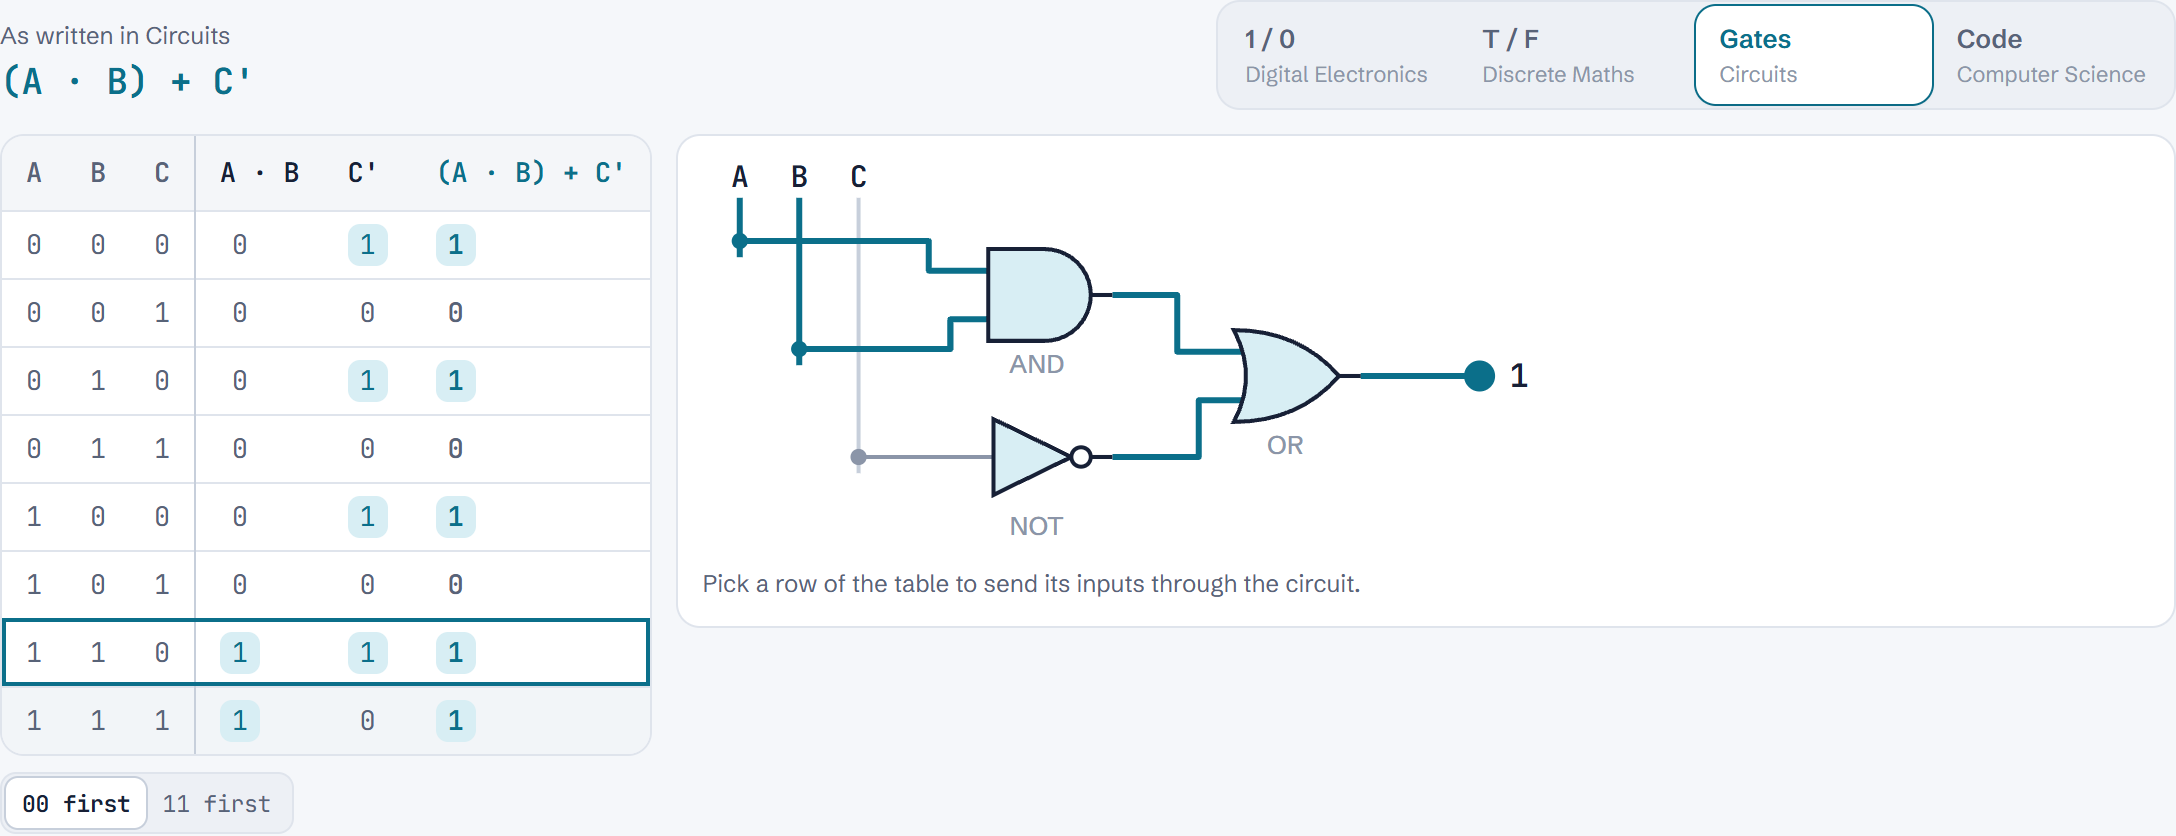 As written in Circuits
(A · B) + C'
1 / 0
Digital Electronics
T / F
Discrete Maths
Gates
Circuits
Code
Computer Science
A B C A · B C' (A · B) + C'
0 0 0 0 1 1
0 0 1 0 0 0
0 1 0 0 1 1
0 1 1 0 0 0
1 0 0 0 1 1
1 0 1 0 0 0
1 1 0 1 1 1
1 1 1 1 0 1
00 first 11 first
A B C
AND
OR
1
NOT
Pick a row of the table to send its inputs through the circuit.